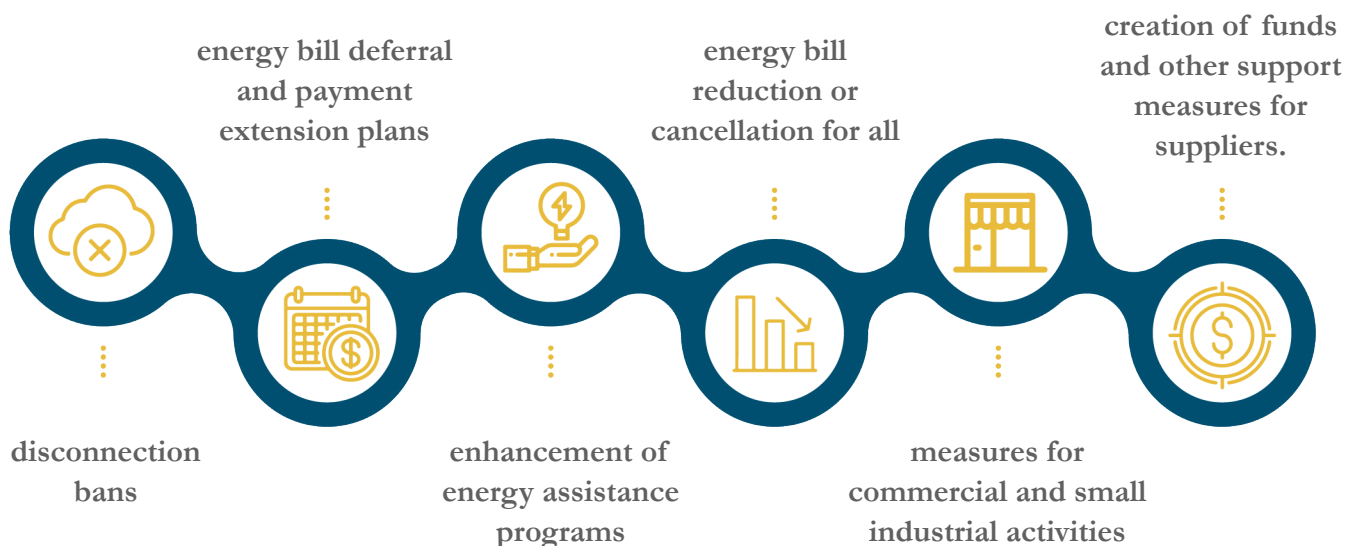 disconnection
bans
energy bill deferral
and payment
extension plans
enhancement of
energy assistance
programs
energy bill
reduction or
cancellation for all
measures for
commercial and small
industrial activities
creation of funds
and other support
measures for
suppliers.
$
$